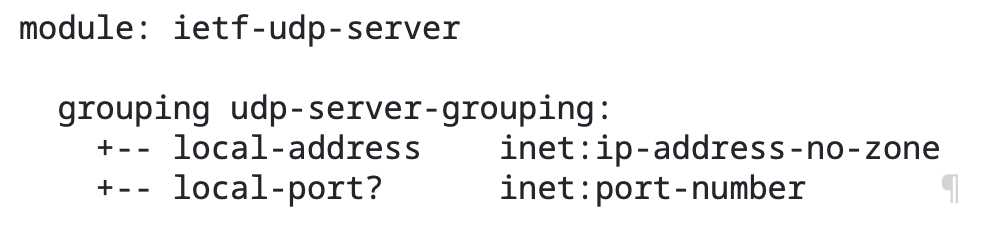 module: ietf-udp-server
grouping udp-server-grouping:
+-- local-address    inet:ip-address-no-zone
+-- local-port?      inet:port-number       ¶